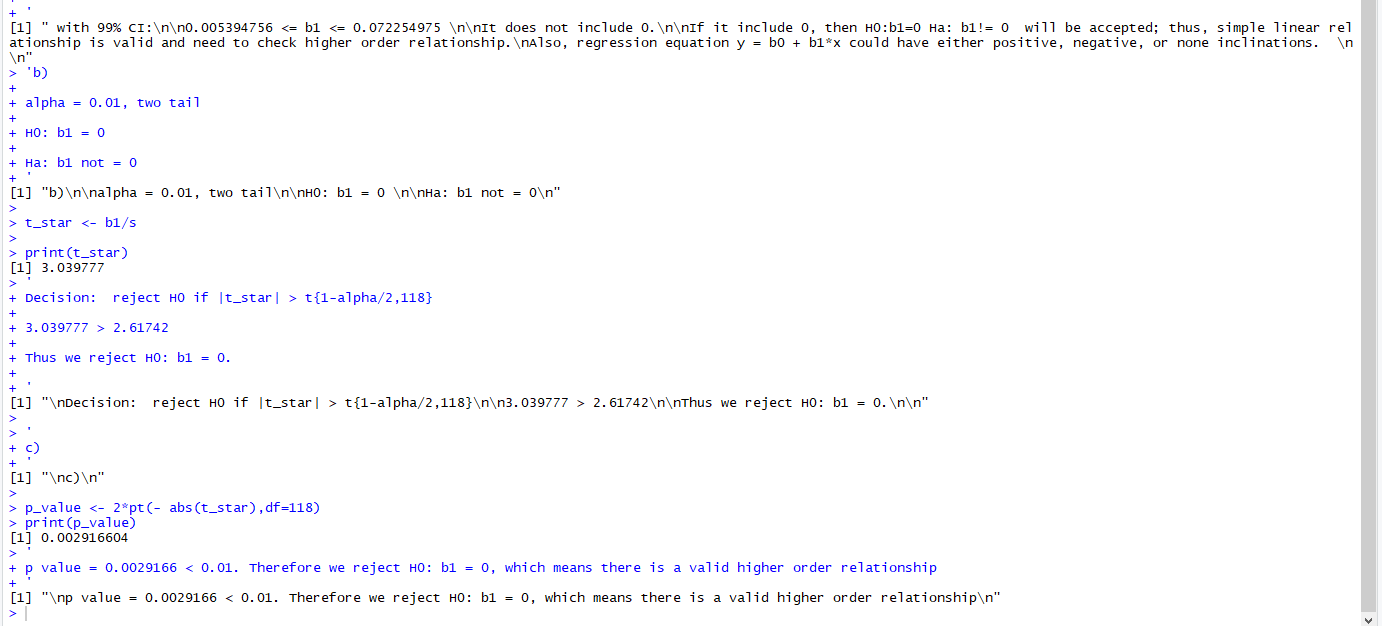 + '
[1] " with 99% CI:\n\n0.005394756 <= b1 <= 0.072254975 \n\nIt does not include 0.\n\nIf it include 0, then H0:b1=0 Ha: b1!= 0  will be accepted; thus, simple linear rel
ationship is valid and need to check higher order relationship.\nAlso, regression equation y = b0 + b1*x could have either positive, negative, or none inclinations.  \n
\n"
> 'b)
+
+ alpha = 0.01, two tail
+
+ H0: b1 = 0
+
+ Ha: b1 not = 0
+ '
[1] "b)\n\nalpha = 0.01, two tail\n\nH0: b1 = 0 \n\nHa: b1 not = 0\n"
>
> t_star <- b1/s
>
> print(t_star)
[1] 3.039777
> '
+ Decision:  reject H0 if |t_star| > t{1-alpha/2,118}
+
+ 3.039777 > 2.61742
+
+ Thus we reject H0: b1 = 0.
+
+ '
[1] "\nDecision:  reject H0 if |t_star| > t{1-alpha/2,118}\n\n3.039777 > 2.61742\n\nThus we reject H0: b1 = 0.\n\n"
>
> '
+ c)
+ '
[1] "\nc)\n"
>
> p_value <- 2*pt(- abs(t_star),df=118)
> print(p_value)
[1] 0.002916604
> '
+ p value = 0.0029166 < 0.01. Therefore we reject H0: b1 = 0, which means there is a valid higher order relationship
+ '
[1] "\np value = 0.0029166 < 0.01. Therefore we reject H0: b1 = 0, which means there is a valid higher order relationship\n"
>